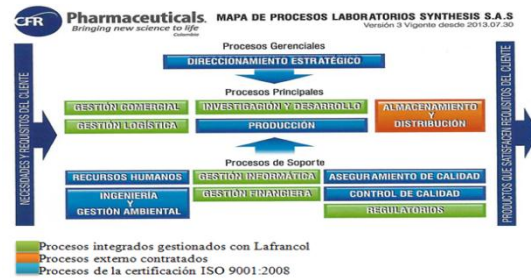 CFR Pharmaceuticals.
Bringing new science to life
Colombia
MAPA DE PROCESOS LABORATORIOS SYNTHESIS S.A.S
Versión 3 Vigente desde 2013.07.30
NECESIDADES Y REQUISITOS DEL CLIENTE
Procesos Gerenciales
DIRECCIONAMIENTO ESTRATÉGICO
Procesos Principales
GESTIÓN COMERCIAL
INVESTIGACIÓN Y DESARROLLO
ALMACENAMIENTO
Y
DISTRIBUCIÓN
GESTIÓN LOGÍSTICA
PRODUCCIÓN
Procesos de Soporte
RECURSOS HUMANOS
GESTIÓN INFORMÁTICA
ASEGURAMIENTO DE CALIDAD
INGENIERÍA
Y
GESTIÓN AMBIENTAL
GESTIÓN FINANCIERA
CONTROL DE CALIDAD
REGULATORIOS
PRODUCTOS QUE SATISFACEN REQUISITOS DEL CLIENTE
Procesos integrados gestionados con Lafrancol
Procesos externo contratados
Procesos de la certificación ISO 9001:2008